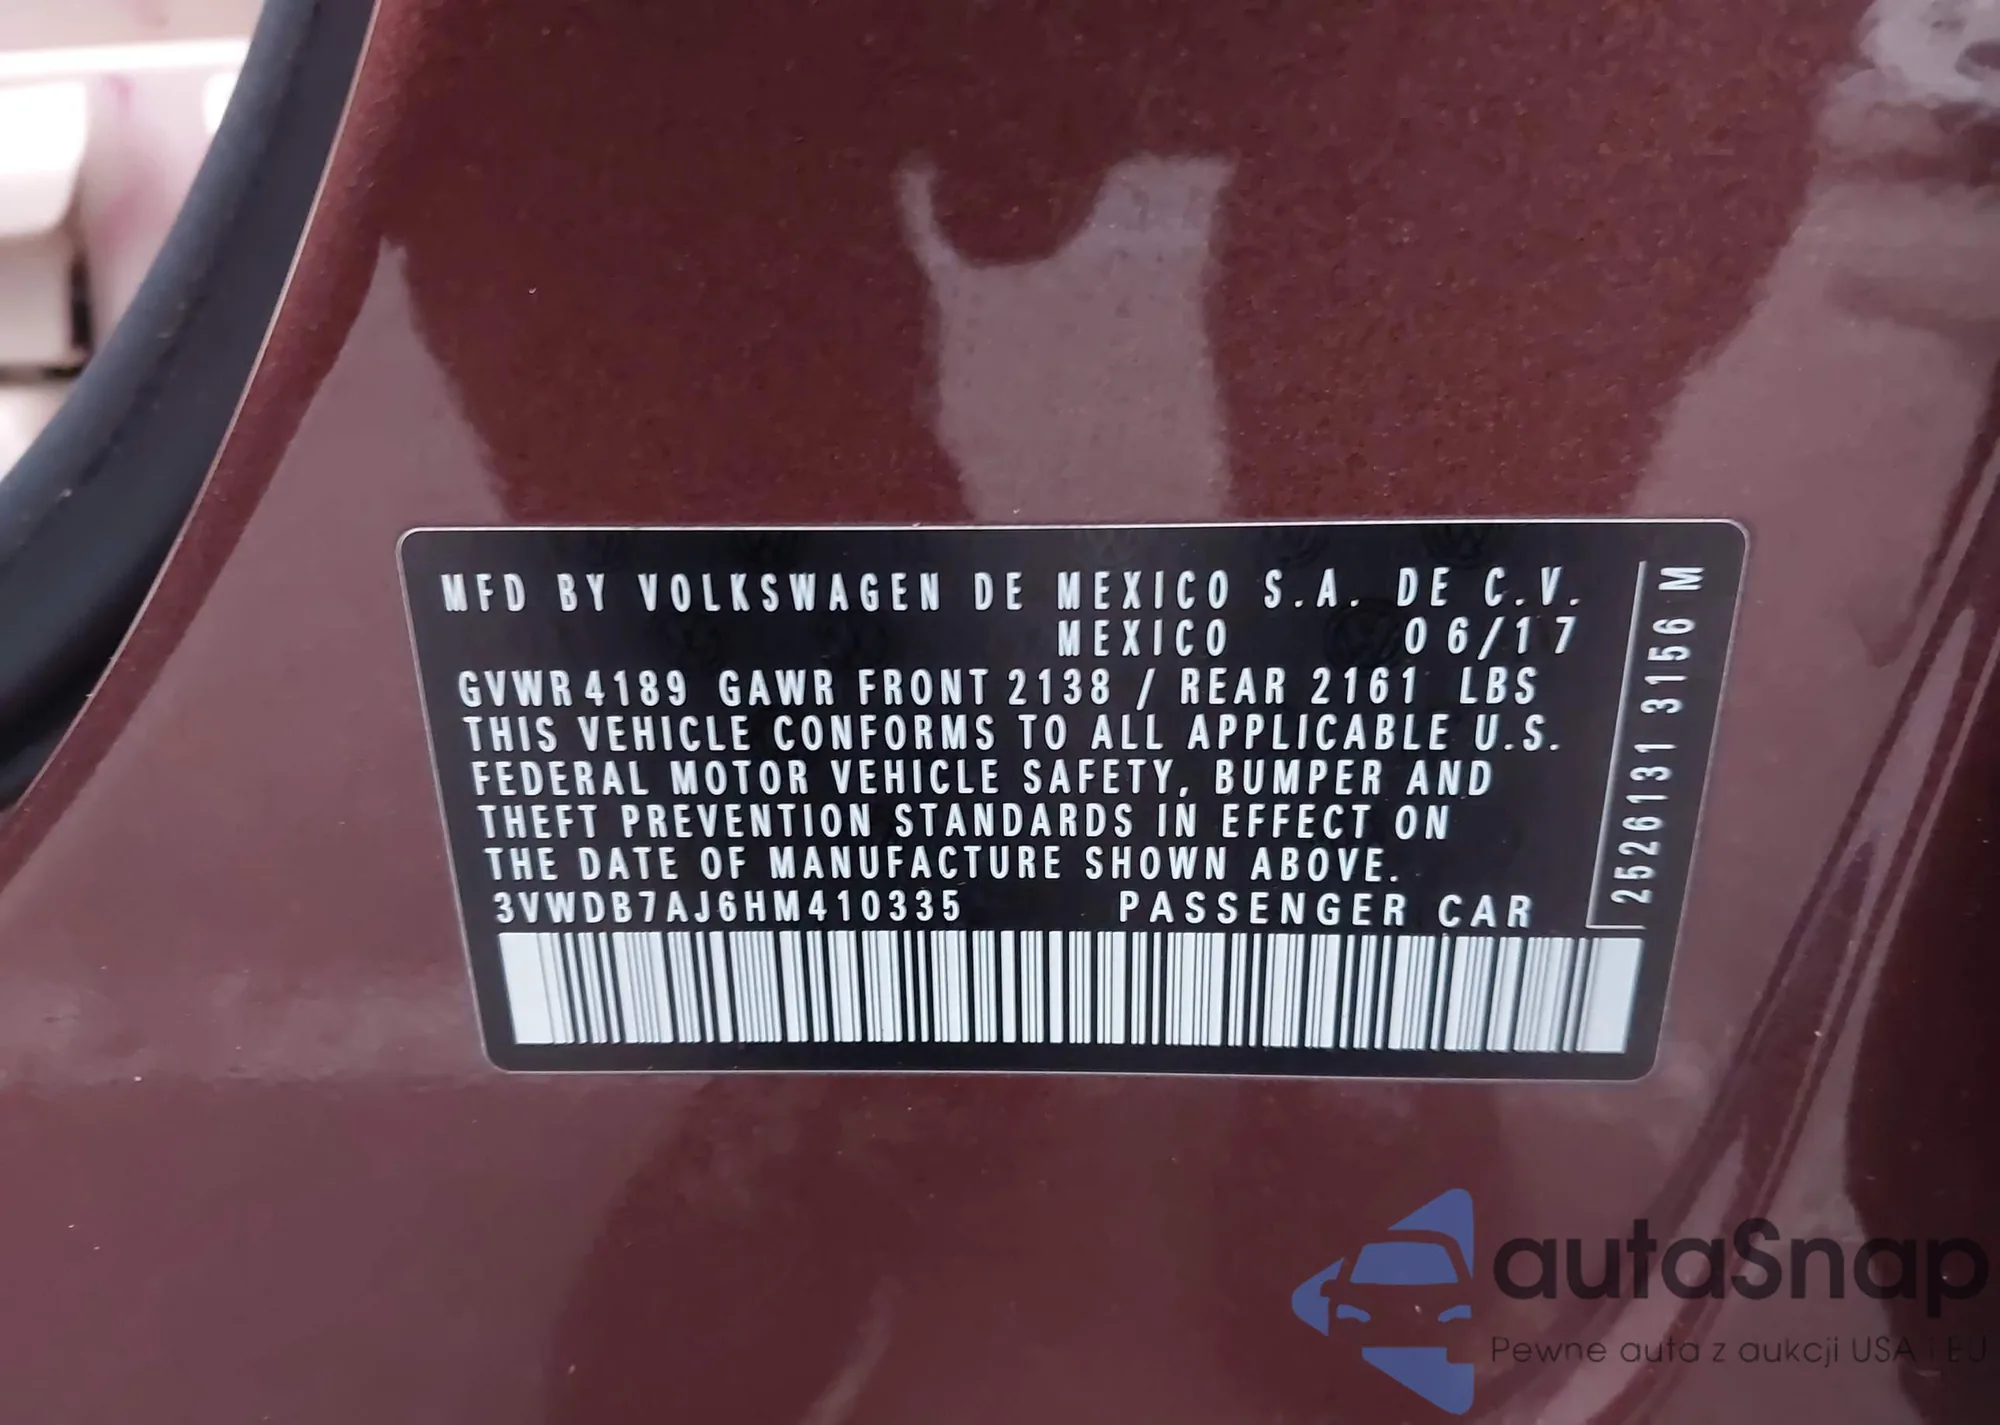 MFD BY VOLKSWAGEN DE MEXICO S.A. DE C.V.
MEXICO 06/17
GVWR 4189 GAWR FRONT 2138 / REAR 2161 LBS
THIS VEHICLE CONFORMS TO ALL APPLICABLE U.S.
FEDERAL MOTOR VEHICLE SAFETY, BUMPER AND
THEFT PREVENTION STANDARDS IN EFFECT ON
THE DATE OF MANUFACTURE SHOWN ABOVE.
3VWDB7AJ6HM410335 PASSENGER CAR
2526131 3156 M
autaSnap
Pewne auta z aukcji USA i EU